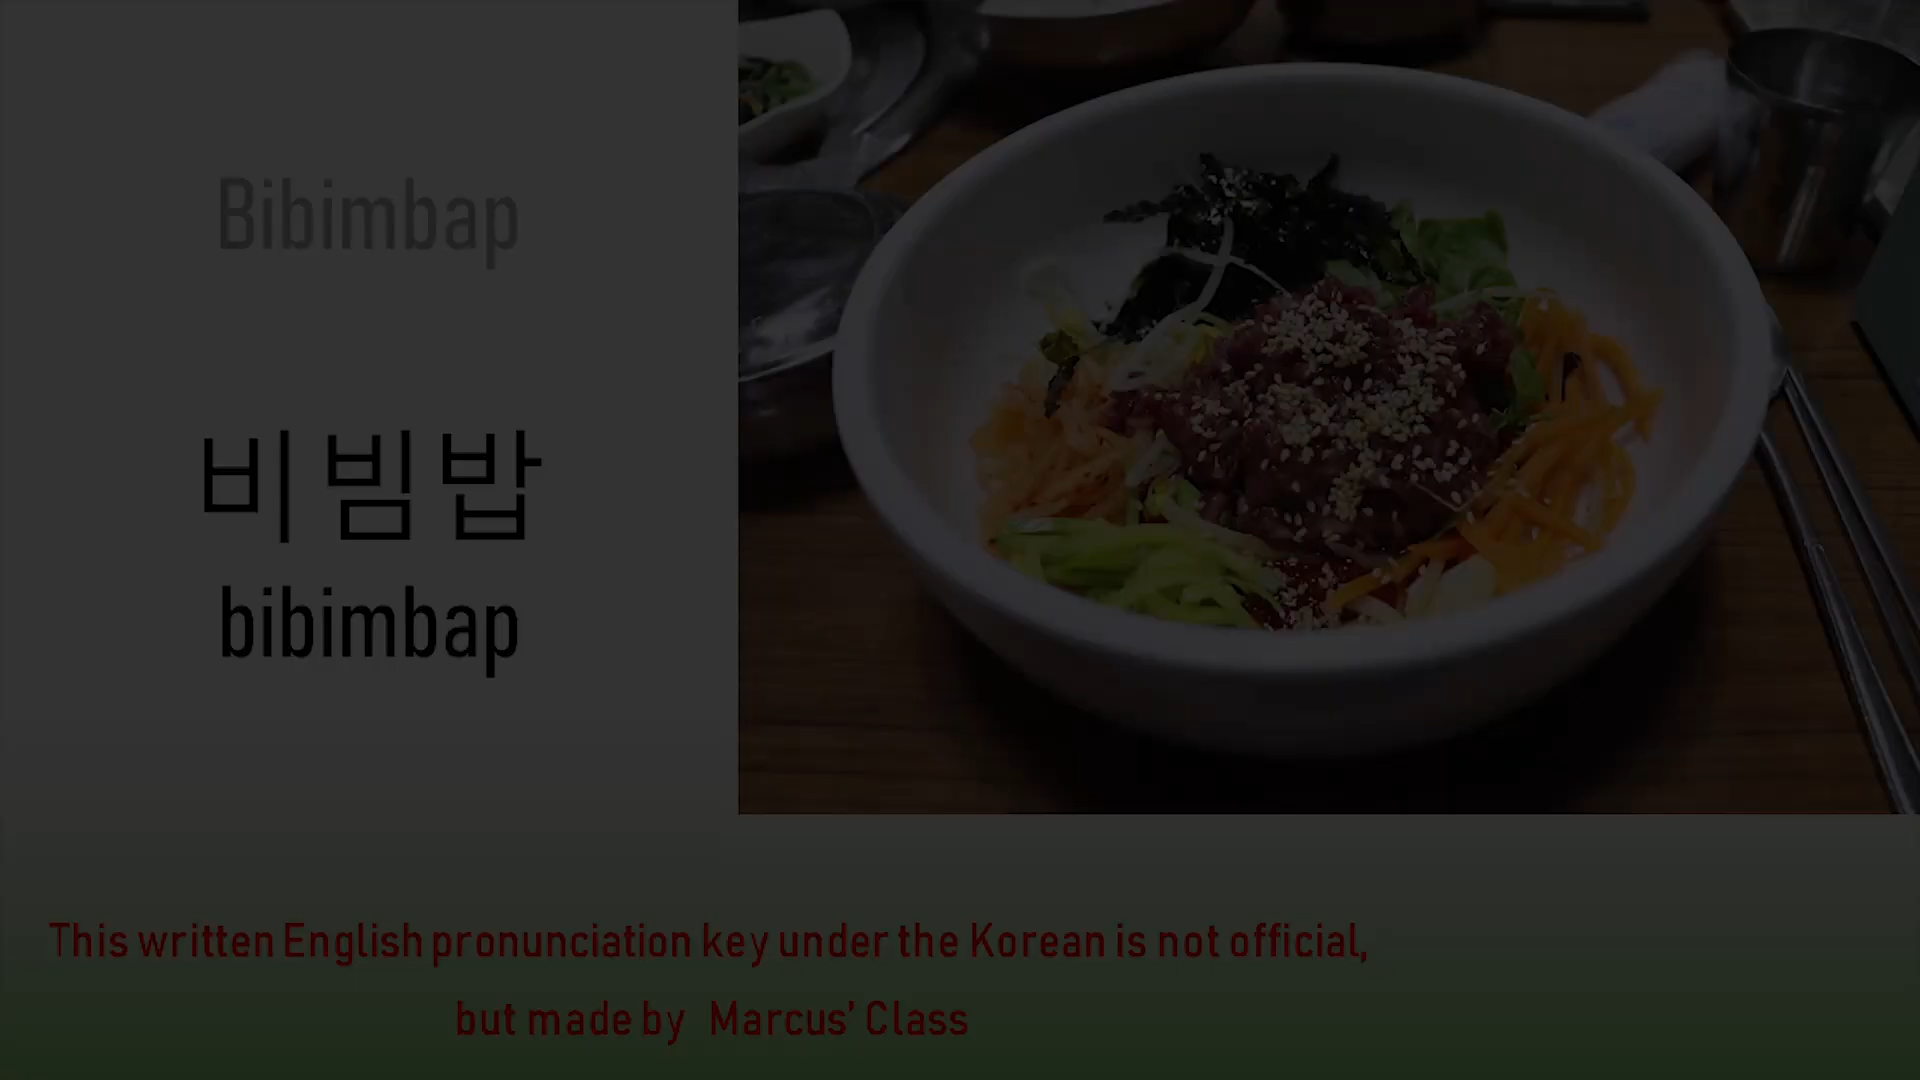 Bibimbap
비빔밥
bibimbap
This written English pronunciation key under the Korean is not official,
but made by Marcus' Class